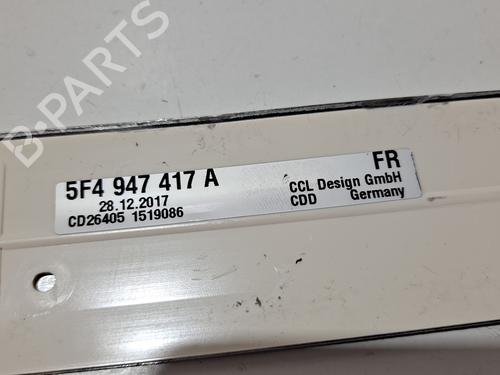 5F4 947 417 A
28.12.2017
CD26405 1519086
FR
CCL Design GmbH
CDD Germany
B-PARTS